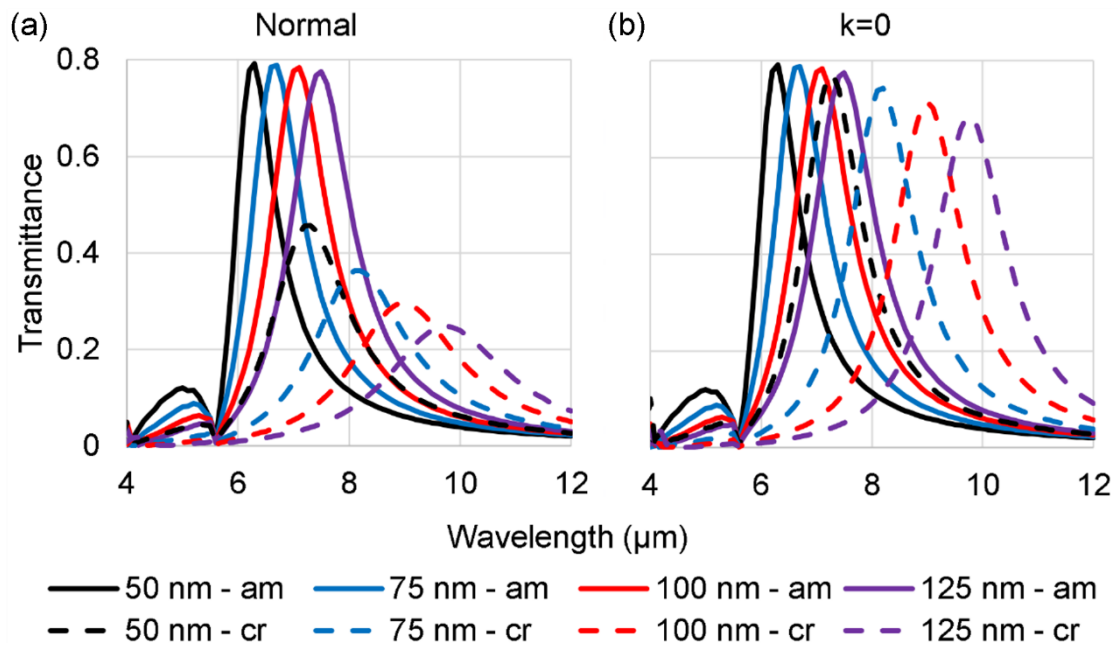 (a) Normal (b) k=0
0.8
0.6
0.4
0.2
0
Transmittance
4 6 8 10 12 4 6 8 10 12
Wavelength (μm)
50 nm - am 75 nm - am 100 nm - am 125 nm - am
50 nm - cr 75 nm - cr 100 nm - cr 125 nm - cr